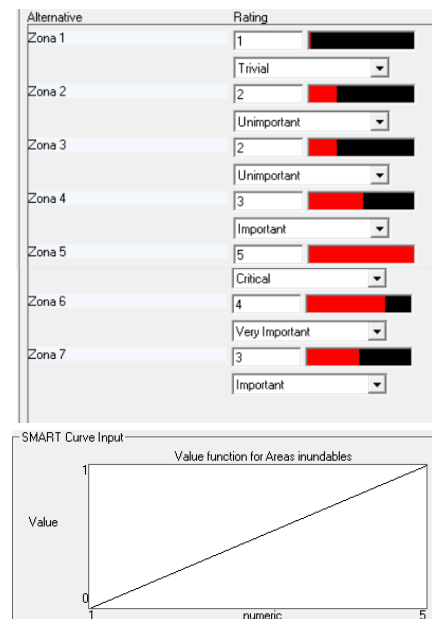 Alternative Rating
Zona 1 1
Trivial
Zona 2 2
Unimportant
Zona 3 2
Unimportant
Zona 4 3
Important
Zona 5 5
Critical
Zona 6 4
Very Important
Zona 7 3
Important
SMART Curve Input
Value function for Areas inundables
1
Value
0
1 numeric 5